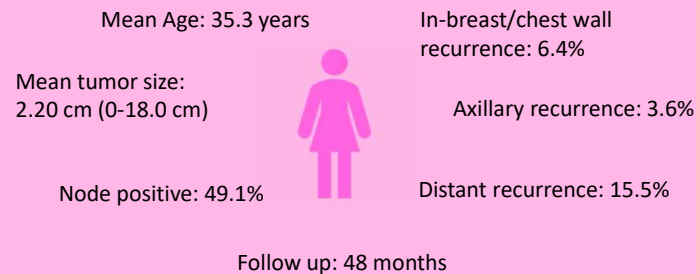 Mean Age: 35.3 years
In-breast/chest wall
recurrence: 6.4%
Mean tumor size:
2.20 cm (0-18.0 cm)
Axillary recurrence: 3.6%
Node positive: 49.1%
Distant recurrence: 15.5%
Follow up: 48 months